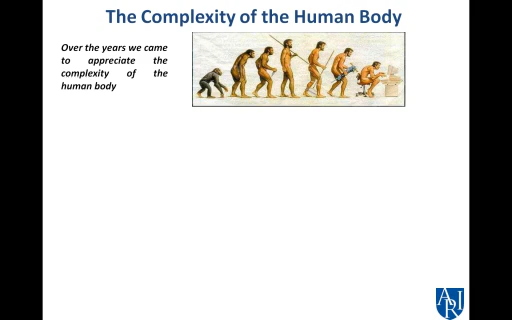 The Complexity of the Human Body
Over the years we came
to appreciate the
complexity of the
human body